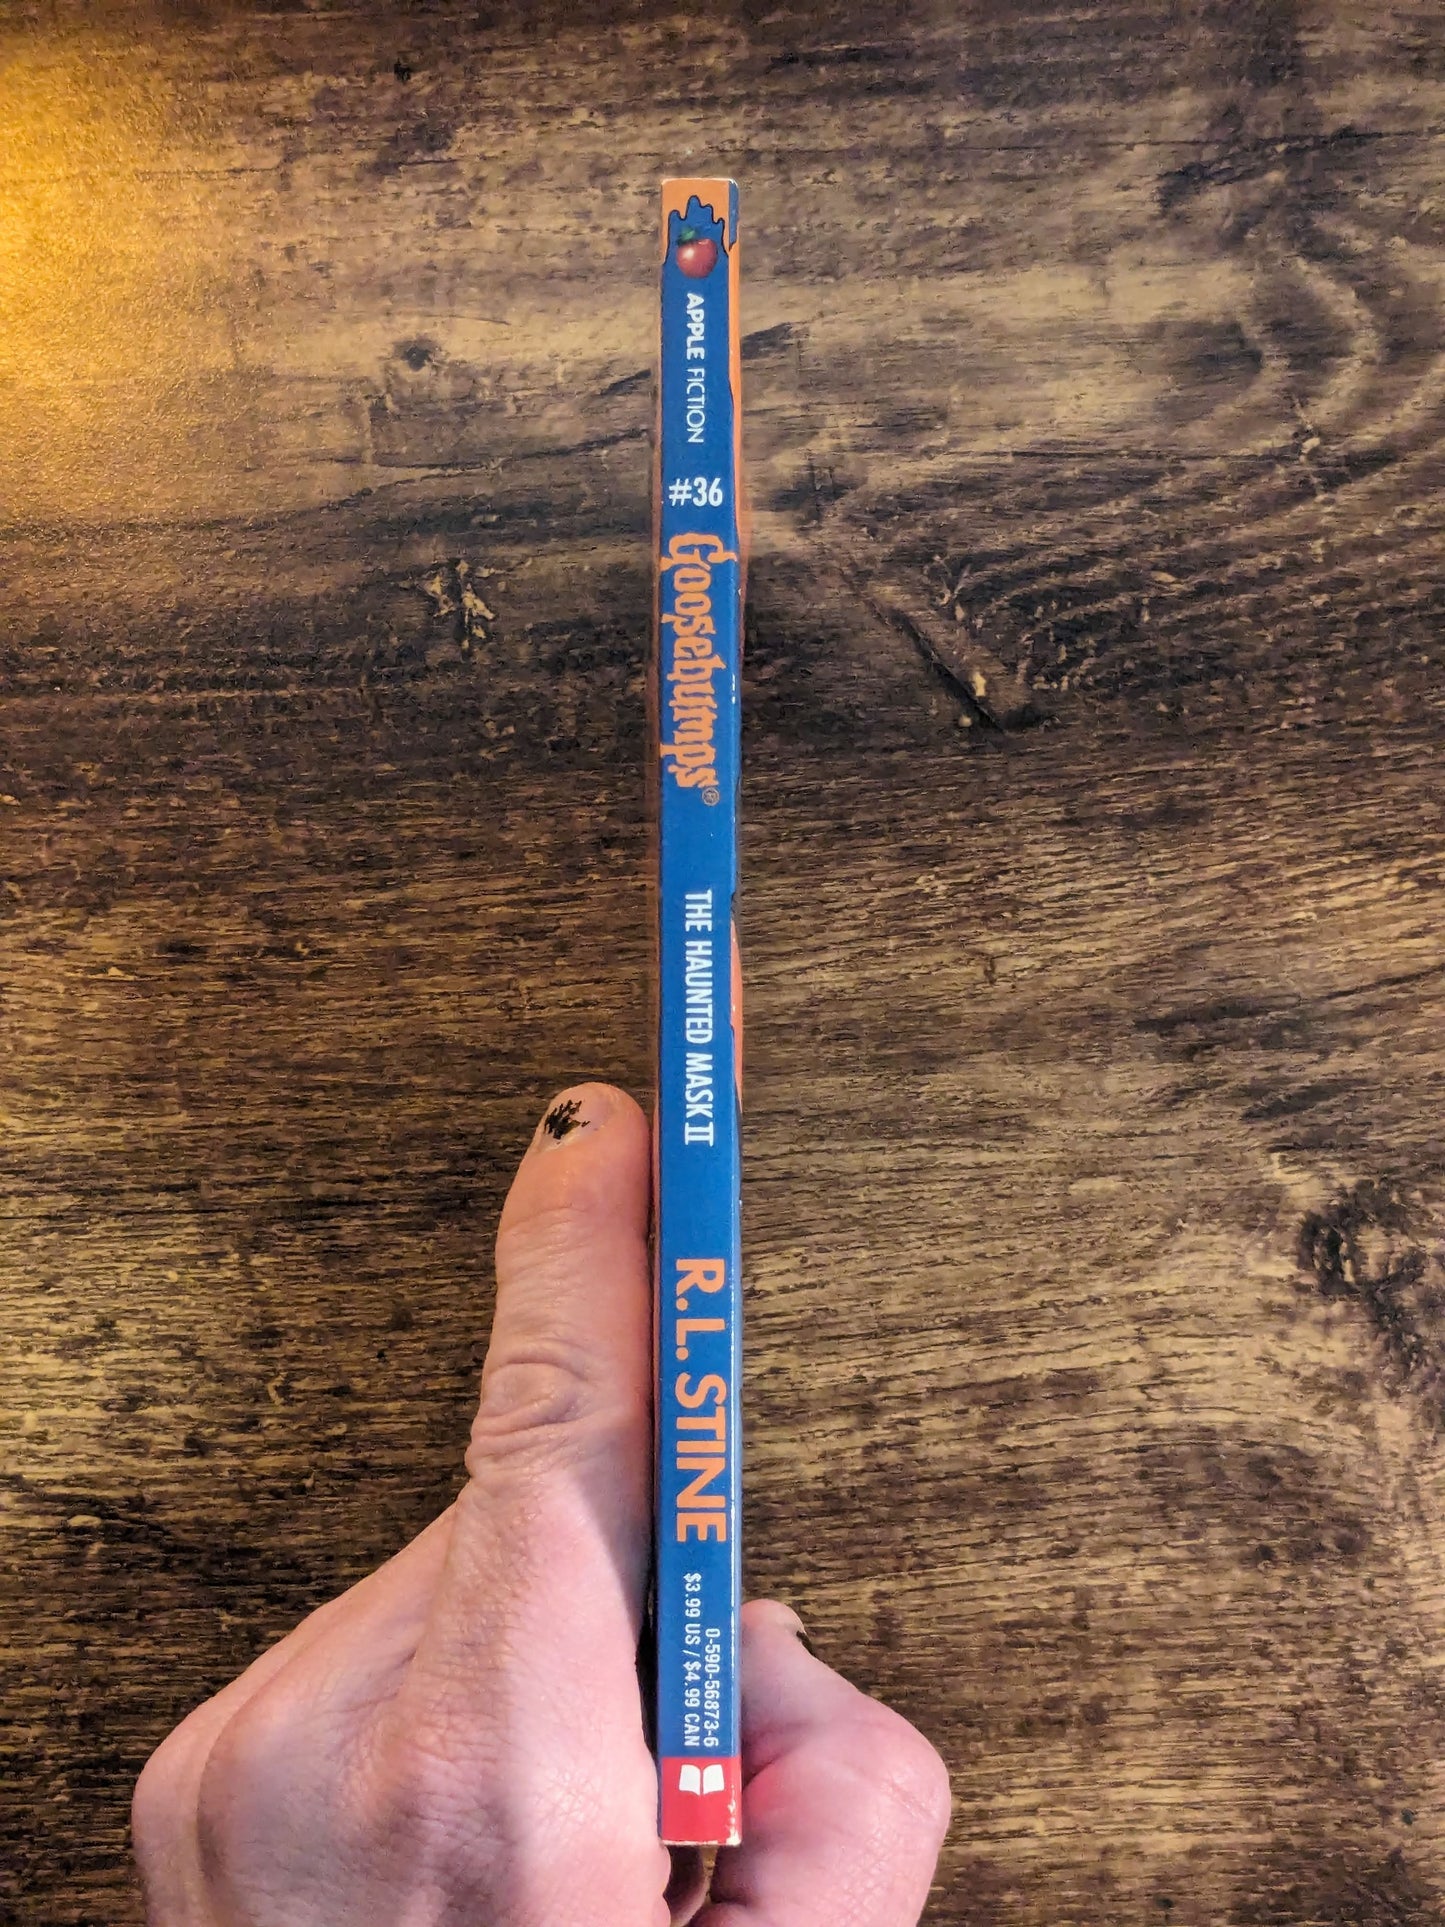 APPLE FICTION
#36
Goosebumps®
THE HAUNTED MASK II
R.L. STINE
0-590-56873-6
$3.99 US / $4.99 CAN